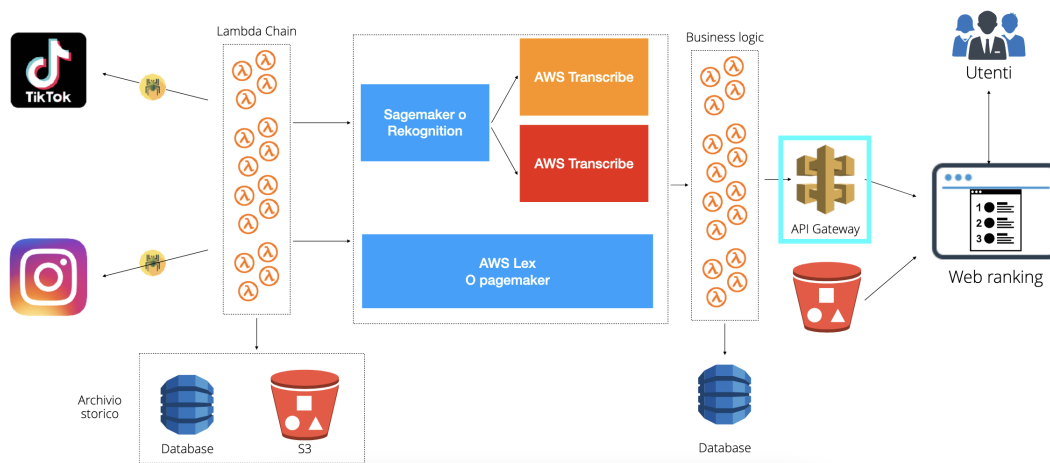 TikTok
Lambda Chain
Sagemaker o
Rekognition
AWS Transcribe
AWS Transcribe
AWS Lex
O pagemaker
Business logic
API Gateway
Utenti
1
2
3
Web ranking
Archivio
storico
Database
S3
Database